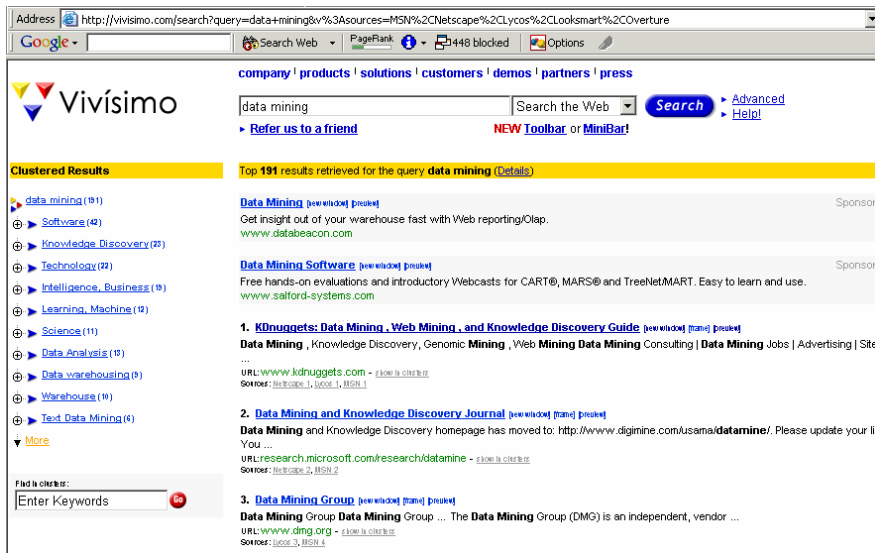 Address http://vivisimo.com/search?query=data+mining&v%3Asources=MSN%2CNetscape%2CLycos%2CLooksmart%2COverture
Google Search Web PageRank 448 blocked Options
company products solutions customers demos partners press
Vivísimo
data mining Search the Web Search Advanced
Help!
Refer us to a friend NEW Toolbar or MiniBar!
Clustered Results
data mining (191)
Software (42)
Knowledge Discovery (23)
Technology (22)
Intelligence, Business (19)
Learning, Machine (12)
Science (11)
Data Analysis (13)
Data warehousing (9)
Warehouse (10)
Text Data Mining (6)
More
Find in clusters:
Enter Keywords Go
Top 191 results retrieved for the query data mining (Details)
Data Mining [new window] [preview] Sponsor
Get insight out of your warehouse fast with Web reporting/Olap.
www.databeacon.com
Data Mining Software [new window] [preview] Sponsor
Free hands-on evaluations and introductory Webcasts for CART®, MARS® and TreeNet/MART. Easy to learn and use.
www.salford-systems.com
1. KDnuggets: Data Mining , Web Mining , and Knowledge Discovery Guide [new window] [frame] [preview]
Data Mining , Knowledge Discovery, Genomic Mining , Web Mining Data Mining Consulting | Data Mining Jobs | Advertising | Site
...
URL: www.kdnuggets.com - show in clusters
Sources: Netscape 1, Lycos 1, MSN 1
2. Data Mining and Knowledge Discovery Journal [new window] [frame] [preview]
Data Mining and Knowledge Discovery homepage has moved to: http://www.digimine.com/usama/datamine/. Please update your li
You ...
URL: research.microsoft.com/research/datamine - show in clusters
Sources: Netscape 2, MSN 2
3. Data Mining Group [new window] [frame] [preview]
Data Mining Group Data Mining Group ... The Data Mining Group (DMG) is an independent, vendor ...
URL: www.dmg.org - show in clusters
Sources: Lycos 3, MSN 4